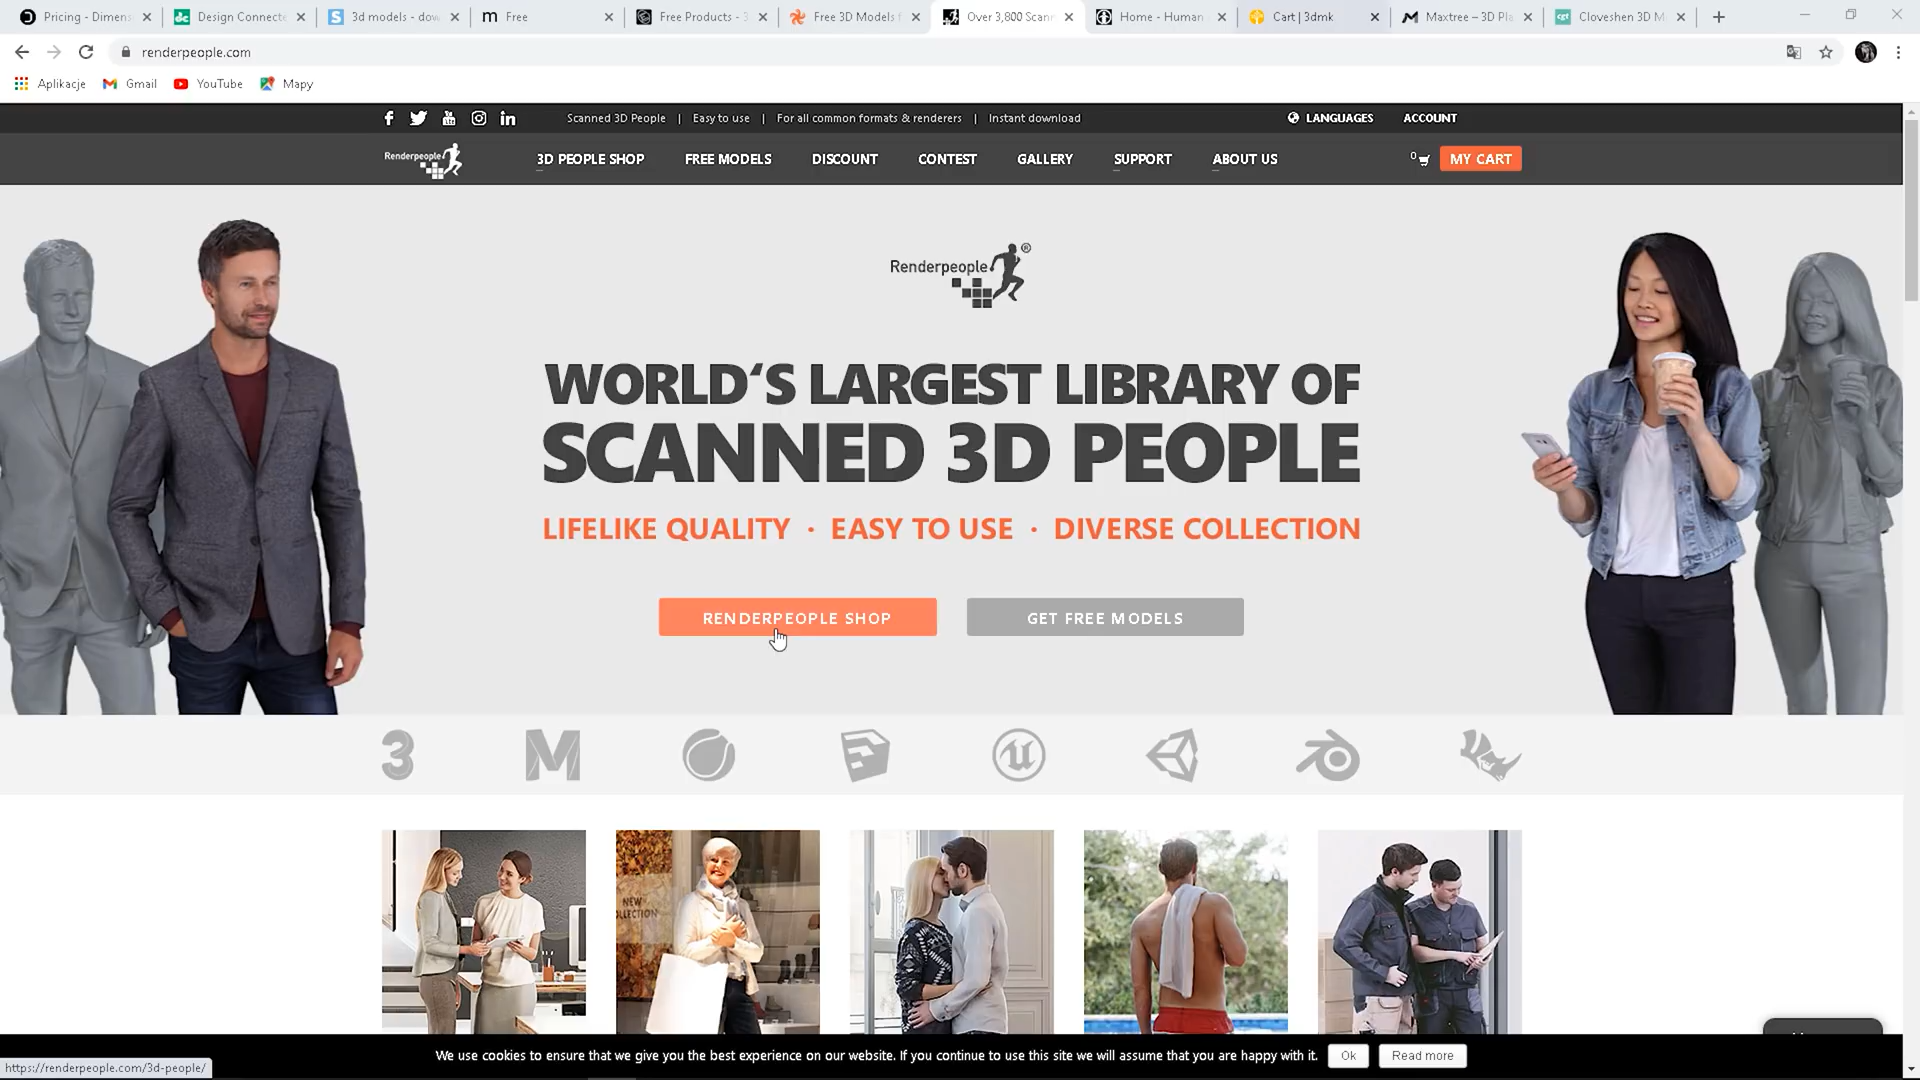 Pricing - Dimens
Design Connecte
3d models - dow
Free
Free Products - 3
Free 3D Models f
Over 3,800 Scann
Home - Human
Cart | 3dmk
Maxtree – 3D Pla
Cloveshen 3D M
renderpeople.com
Aplikacje
Gmail
YouTube
Mapy
Scanned 3D People | Easy to use | For all common formats & renderers | Instant download
LANGUAGES
ACCOUNT
Renderpeople
3D PEOPLE SHOP
FREE MODELS
DISCOUNT
CONTEST
GALLERY
SUPPORT
ABOUT US
0
MY CART
Renderpeople®
WORLD‘S LARGEST LIBRARY OF
SCANNED 3D PEOPLE
LIFELIKE QUALITY · EASY TO USE · DIVERSE COLLECTION
RENDERPEOPLE SHOP
GET FREE MODELS
NEW
COLLECTION
We use cookies to ensure that we give you the best experience on our website. If you continue to use this site we will assume that you are happy with it.
Ok
Read more
https://renderpeople.com/3d-people/